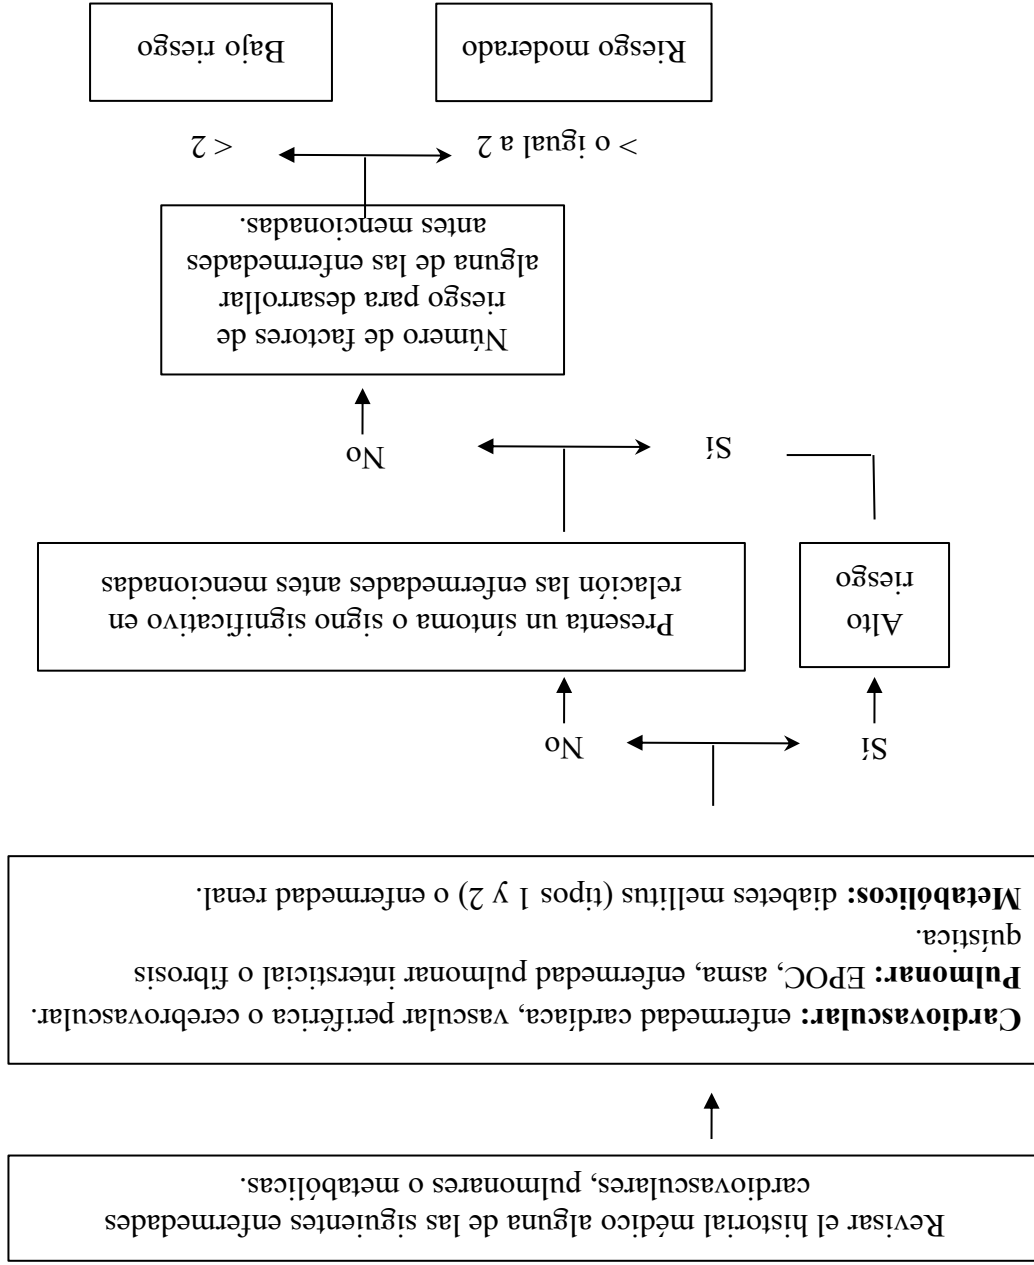 Revisar el historial médico alguna de las siguientes enfermedades
cardiovasculares, pulmonares o metabólicas.
Cardiovascular: enfermedad cardíaca, vascular periférica o cerebrovascular.
Pulmonar: EPOC, asma, enfermedad pulmonar intersticial o fibrosis
quística.
Metabólicos: diabetes mellitus (tipos 1 y 2) o enfermedad renal.
Sí
No
Alto
riesgo
Presenta un síntoma o signo significativo en
relación las enfermedades antes mencionadas
Sí
No
Número de factores de
riesgo para desarrollar
alguna de las enfermedades
antes mencionadas.
> o igual a 2
< 2
Riesgo moderado
Bajo riesgo